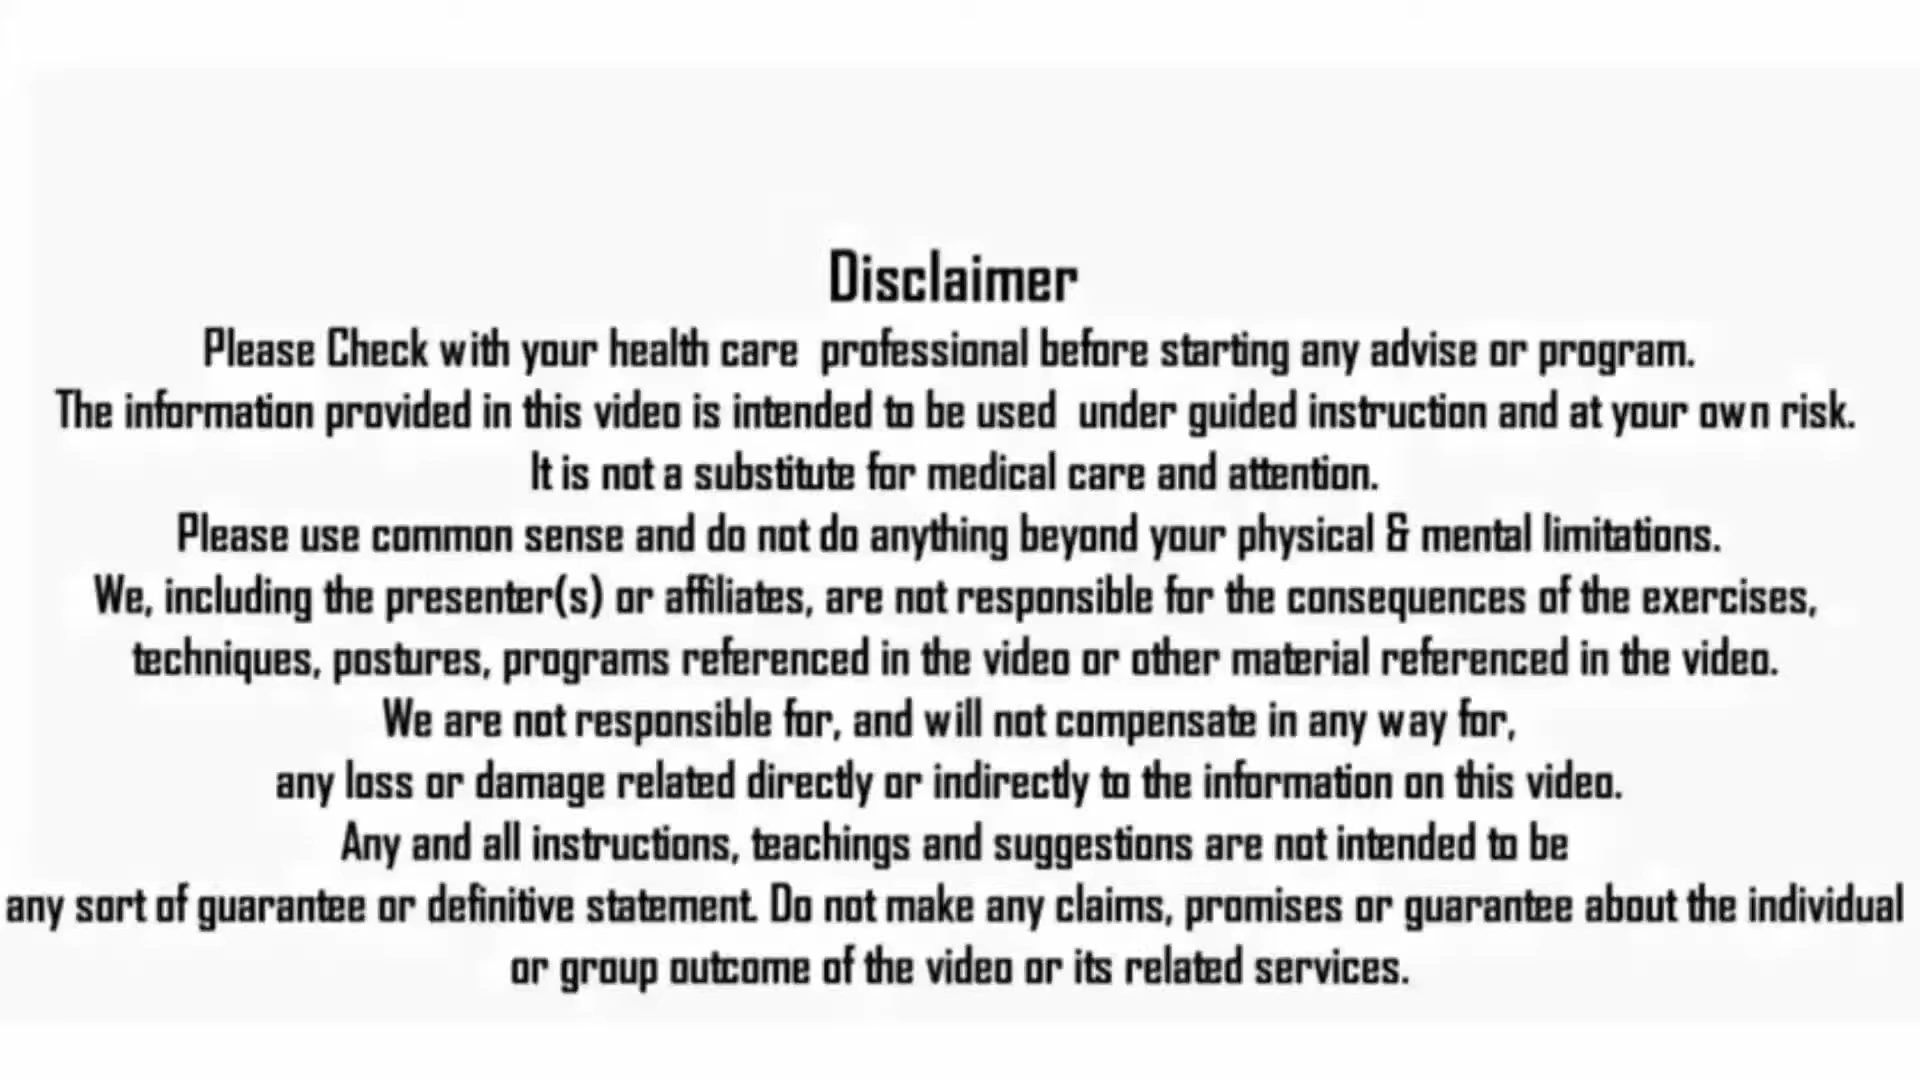 Disclaimer
Please Check with your health care professional before starting any advise or program.
The information provided in this video is intended to be used under guided instruction and at your own risk.
It is not a substitute for medical care and attention.
Please use common sense and do not do anything beyond your physical & mental limitations.
We, including the presenter(s) or affiliates, are not responsible for the consequences of the exercises,
techniques, postures, programs referenced in the video or other material referenced in the video.
We are not responsible for, and will not compensate in any way for,
any loss or damage related directly or indirectly to the information on this video.
Any and all instructions, teachings and suggestions are not intended to be
any sort of guarantee or definitive statement. Do not make any claims, promises or guarantee about the individual
or group outcome of the video or its related services.